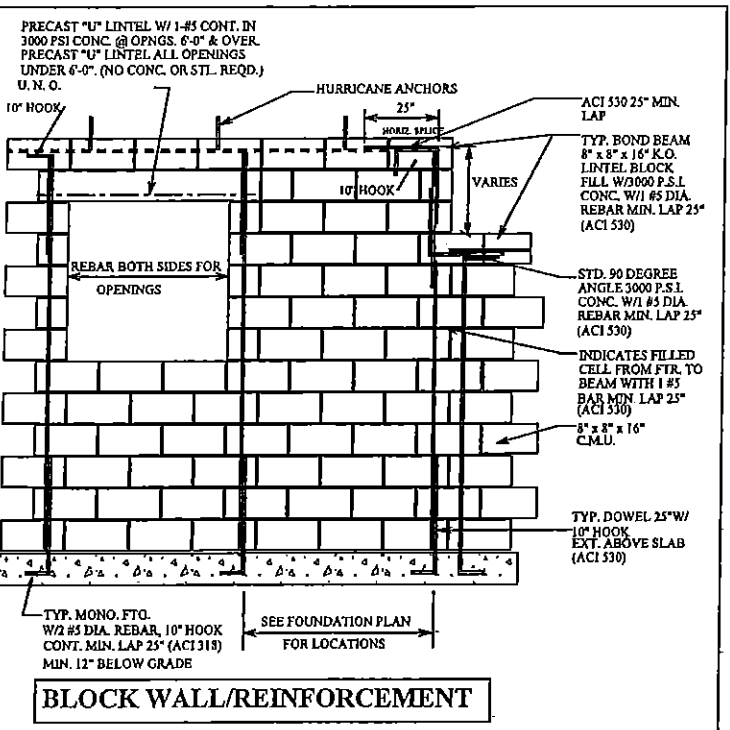 PRECAST "U" LINTEL W/ 1-#5 CONT. IN
3000 PSI CONC. @ OPNGS. 6'-0" & OVER.
PRECAST "U" LINTEL ALL OPENINGS
UNDER 6'-0". (NO CONC. OR STL. REQD.)
U. N. O.
10" HOOK
HURRICANE ANCHORS
25"
HORIZ. SPLICE
10" HOOK
VARIES
ACI 530 25" MIN.
LAP
TYP. BOND BEAM
8" x 8" x 16" K.O.
LINTEL BLOCK
FILL W/3000 P.S.I.
CONC. W/1 #5 DIA.
REBAR MIN. LAP 25"
(ACI 530)
REBAR BOTH SIDES FOR
OPENINGS
STD. 90 DEGREE
ANGLE 3000 P.S.I.
CONC. W/1 #5 DIA.
REBAR MIN. LAP 25"
(ACI 530)
INDICATES FILLED
CELL FROM FTR. TO
BEAM WITH 1 #5
BAR MIN. LAP 25"
(ACI 530)
8" x 8" x 16"
C.M.U.
TYP. DOWEL 25" W/
10" HOOK
EXT. ABOVE SLAB
(ACI 530)
TYP. MONO. FTG.
W/2 #5 DIA. REBAR, 10" HOOK
CONT. MIN. LAP 25" (ACI 318)
MIN. 12" BELOW GRADE
SEE FOUNDATION PLAN
FOR LOCATIONS
BLOCK WALL/REINFORCEMENT